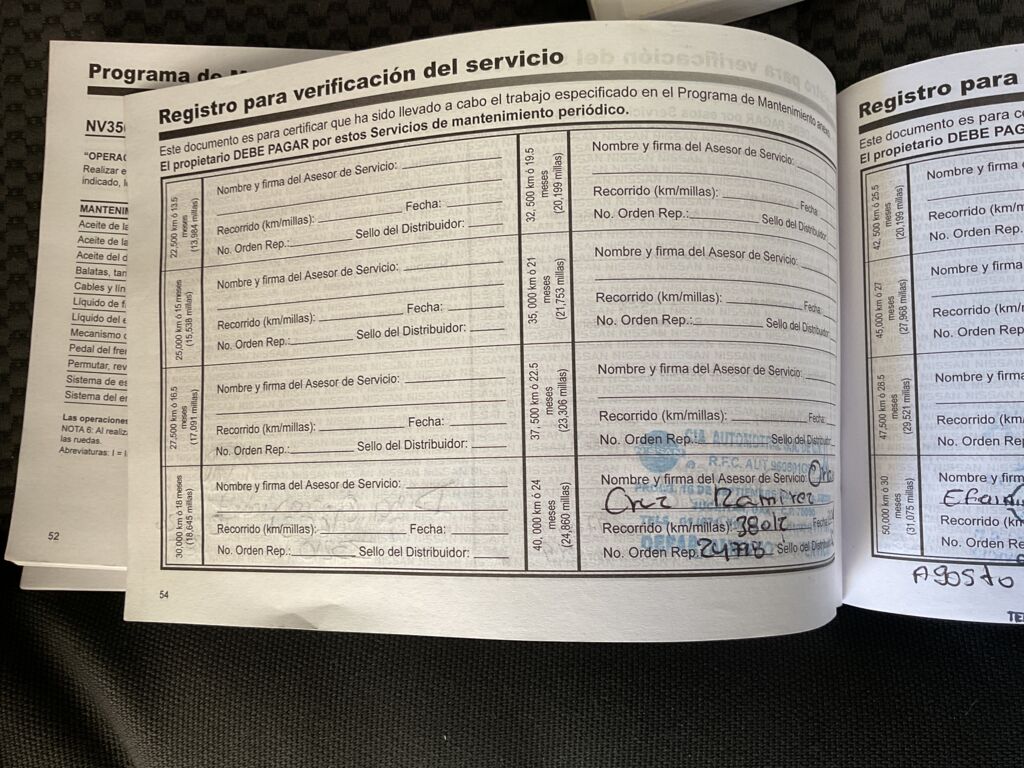 Programa de
NV35
"OPERAC
Realizar e
indicado, l
MANTENIM
Aceite de la
Aceite de la
Aceite del d
Balatas, tan
Cables y lín
Líquido de f
Líquido del e
Mecanismo d
Pedal del fren
Permutar, rev
Sistema de es
Sistema del en
Las operaciones
NOTA 6: Al realiz
las ruedas.
Abreviaturas: I = I
52
Registro para verificación del servicio
Este documento es para certificar que ha sido llevado a cabo el trabajo especificado en el Programa de Mantenimiento anexo.
El propietario DEBE PAGAR por estos Servicios de mantenimiento periódico.
22,500 km ó 13.5
meses
(13,984 millas)
Nombre y firma del Asesor de Servicio:
Recorrido (km/millas): Fecha:
No. Orden Rep.: Sello del Distribuidor:
25,000 km ó 15 meses
(15,538 millas)
Nombre y firma del Asesor de Servicio:
Recorrido (km/millas): Fecha:
No. Orden Rep.: Sello del Distribuidor:
27,500 km ó 16.5
meses
(17,091 millas)
Nombre y firma del Asesor de Servicio:
Recorrido (km/millas): Fecha:
No. Orden Rep.: Sello del Distribuidor:
30,000 km ó 18 meses
(18,645 millas)
Nombre y firma del Asesor de Servicio:
Recorrido (km/millas): Fecha:
No. Orden Rep.: Sello del Distribuidor:
32, 500 km ó 19.5
meses
(20,199 millas)
Nombre y firma del Asesor de Servicio:
Recorrido (km/millas): Fecha:
No. Orden Rep.: Sello del Distribuidor
35, 000 km ó 21
meses
(21,753 millas)
Nombre y firma del Asesor de Servicio:
Recorrido (km/millas): Fecha:
No. Orden Rep.: Sello del Distribuidor
37, 500 km ó 22.5
meses
(23,306 millas)
Nombre y firma del Asesor de Servicio:
Recorrido (km/millas): Fecha:
No. Orden Rep.: Sello del Distribuidor
40, 000 km ó 24
meses
(24,860 millas)
Nombre y firma del Asesor de Servicio:
Cruz Ramirez
Recorrido (km/millas): Fecha
No. Orden Rep. Sello del Distrib
54
Registro para
Este documento es para ce
El propietario DEBE PAGA
42, 500 km ó 25.5
meses
(20,199 millas)
Nombre y firma
Recorrido (km/m
No. Orden Rep.
45,000 km ó 27
meses
(27,968 millas)
Nombre y firma
Recorrido (km/m
No. Orden Rep.
47,500 km ó 28.5
meses
(29,521 millas)
Nombre y firma
Recorrido (km/m
No. Orden Re
50,000 km ó 30
meses
(31,075 millas)
Nombre y firm
Efrain
Recorrido (km
No. Orden Re
AGOSTO